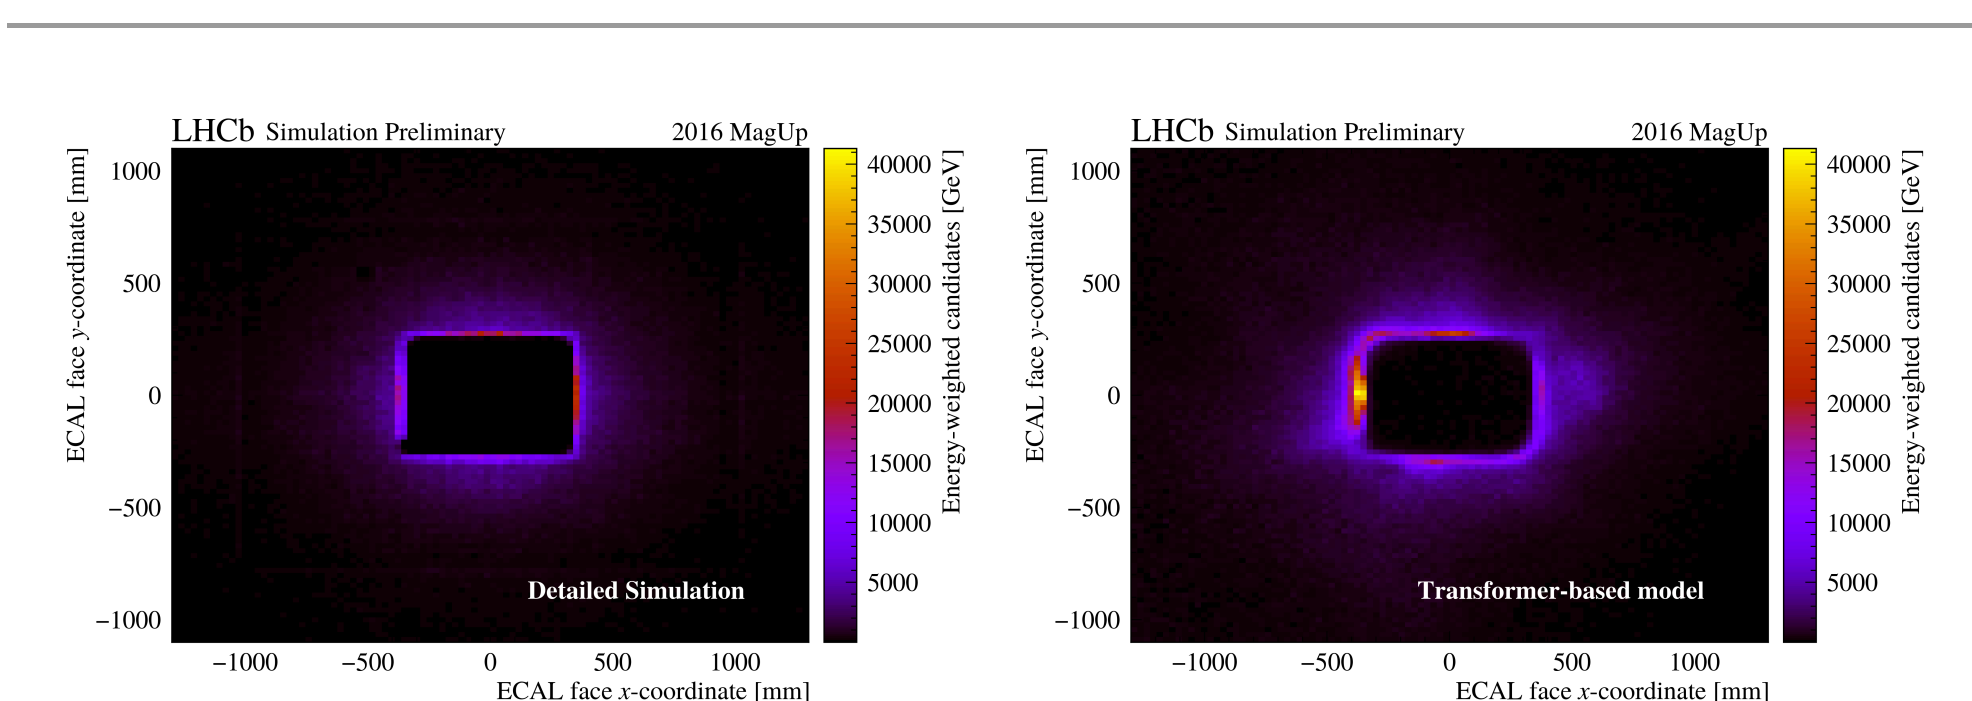 LHCb Simulation Preliminary 2016 MagUp
ECAL face y-coordinate [mm]
1000
500
0
−500
−1000
−1000 −500 0 500 1000
ECAL face x-coordinate [mm]
Detailed Simulation
40000
35000
30000
25000
20000
15000
10000
5000
Energy-weighted candidates [GeV]
LHCb Simulation Preliminary 2016 MagUp
ECAL face y-coordinate [mm]
1000
500
0
−500
−1000
−1000 −500 0 500 1000
ECAL face x-coordinate [mm]
Transformer-based model
40000
35000
30000
25000
20000
15000
10000
5000
Energy-weighted candidates [GeV]